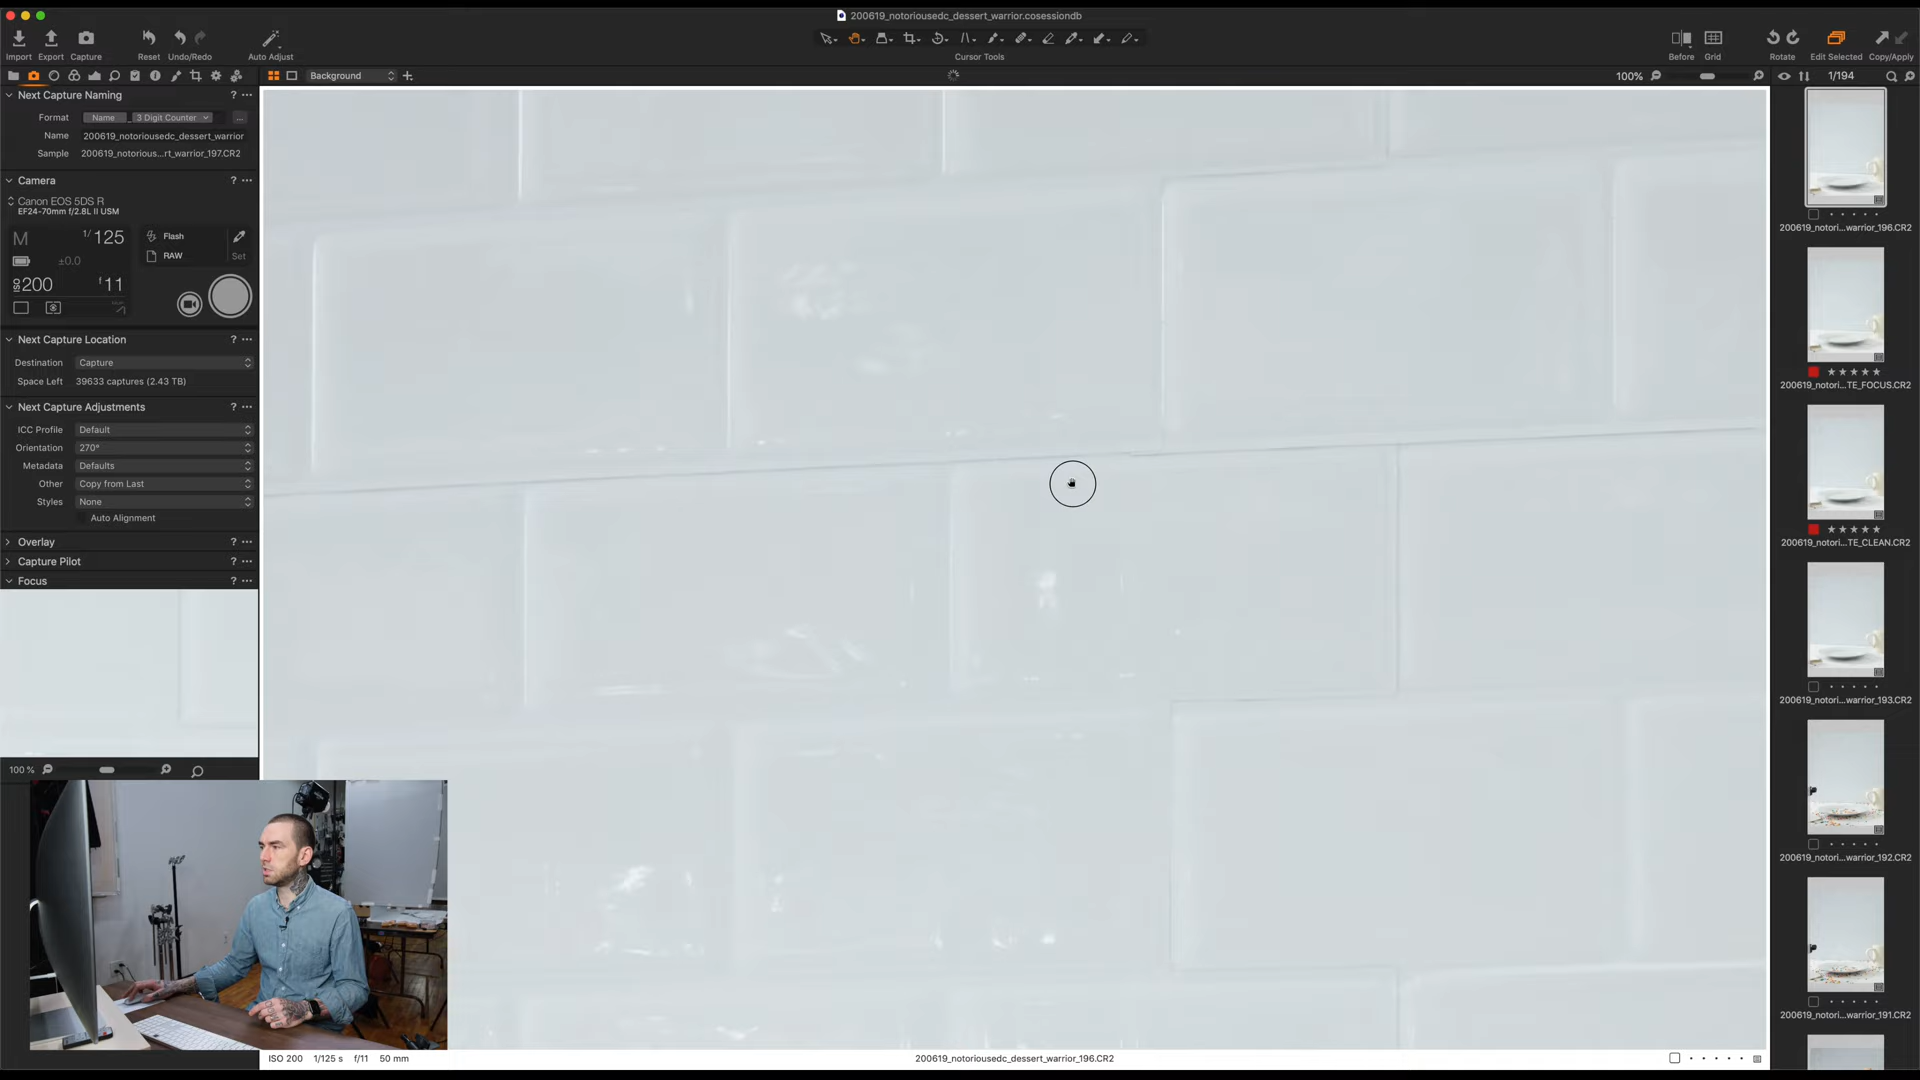 200619_notoriousedc_dessert_warrior.cosessiondb
Import
Export
Capture
Reset
Undo/Redo
Auto Adjust
Cursor Tools
Before
Grid
Rotate
Edit Selected
Copy/Apply
Background
100%
1/194
Next Capture Naming
? ...
Format
Name
3 Digit Counter
...
Name
200619_notoriousedc_dessert_warrior
Sample
200619_notorious...rt_warrior_197.CR2
Camera
? ...
Canon EOS 5DS R
EF24-70mm f/2.8L II USM
M
1/ 125
Flash
±0.0
RAW
Set
ISO 200
f 11
Next Capture Location
? ...
Destination
Capture
Space Left
39633 captures (2.43 TB)
Next Capture Adjustments
? ...
ICC Profile
Default
Orientation
270°
Metadata
Defaults
Other
Copy from Last
Styles
None
Auto Alignment
Overlay
? ...
Capture Pilot
? ...
Focus
? ...
100 %
200619_notori...warrior_196.CR2
200619_notori...TE_FOCUS.CR2
200619_notori...TE_CLEAN.CR2
200619_notori...warrior_193.CR2
200619_notori...warrior_192.CR2
200619_notori...warrior_191.CR2
ISO 200
1/125 s
f/11
50 mm
200619_notoriousedc_dessert_warrior_196.CR2